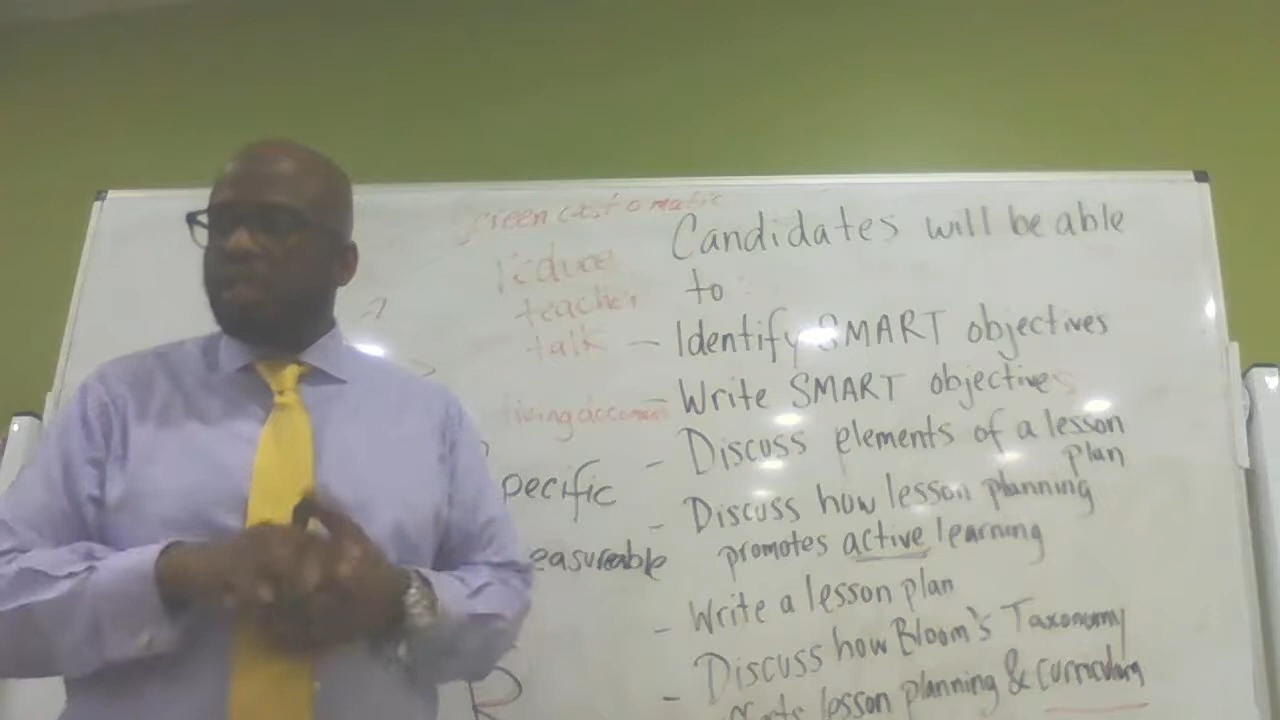 reduce
teacher
talk
living document
pecific
easureable
R
Candidates will be able
to
- Identify SMART objectives
- Write SMART objectives
- Discuss elements of a lesson
plan
- Discuss how lesson planning
promotes active learning
- Write a lesson plan
- Discuss how Bloom's Taxonomy
lesson planning & curriculum